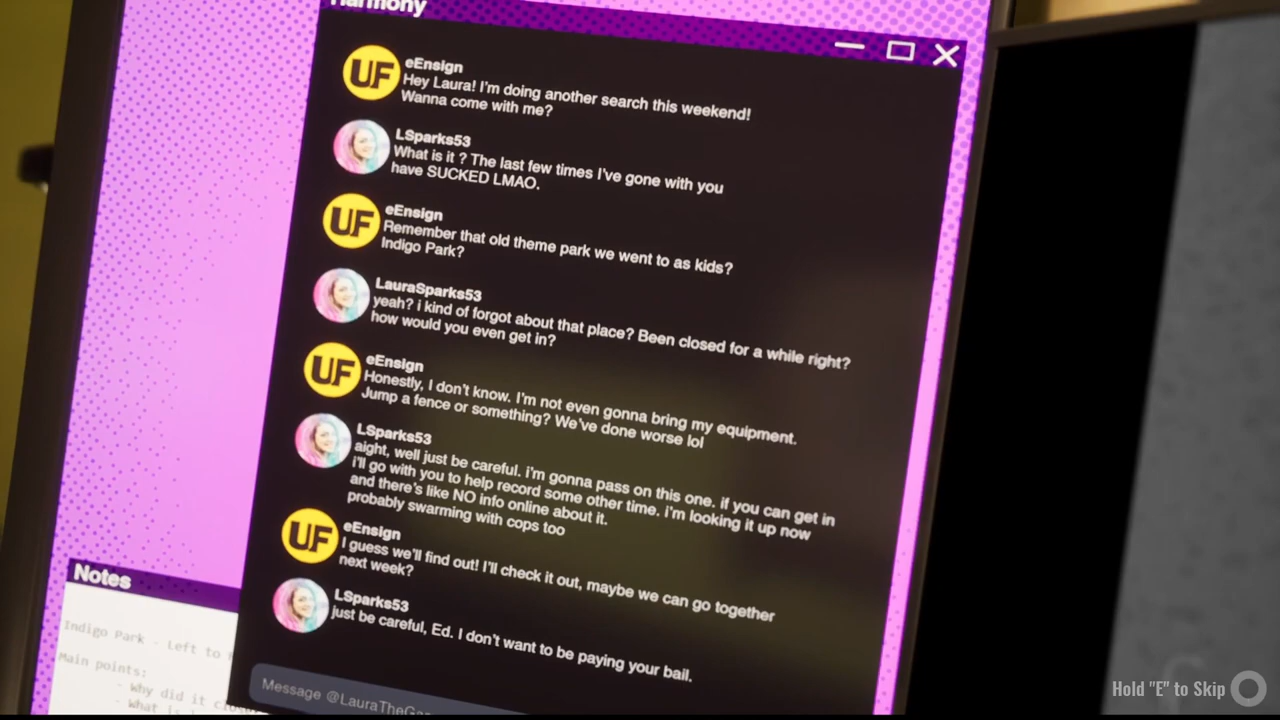 Harmony
UF
eEnsign
Hey Laura! I'm doing another search this weekend!
Wanna come with me?
LSparks53
What is it ? The last few times I've gone with you
have SUCKED LMAO.
UF
eEnsign
Remember that old theme park we went to as kids?
Indigo Park?
LauraSparks53
yeah? i kind of forgot about that place? Been closed for a while right?
how would you even get in?
UF
eEnsign
Honestly, I don't know. I'm not even gonna bring my equipment.
Jump a fence or something? We've done worse lol
LSparks53
aight, well just be careful. i'm gonna pass on this one. if you can get in
i'll go with you to help record some other time. i'm looking it up now
and there's like NO info online about it.
probably swarming with cops too
UF
eEnsign
I guess we'll find out! I'll check it out, maybe we can go together
next week?
LSparks53
just be careful, Ed. I don't want to be paying your bail.
Message @LauraTheGa
Notes
Indigo Park - Left to
Main points:
- Why did it
- What is
Hold "E" to Skip